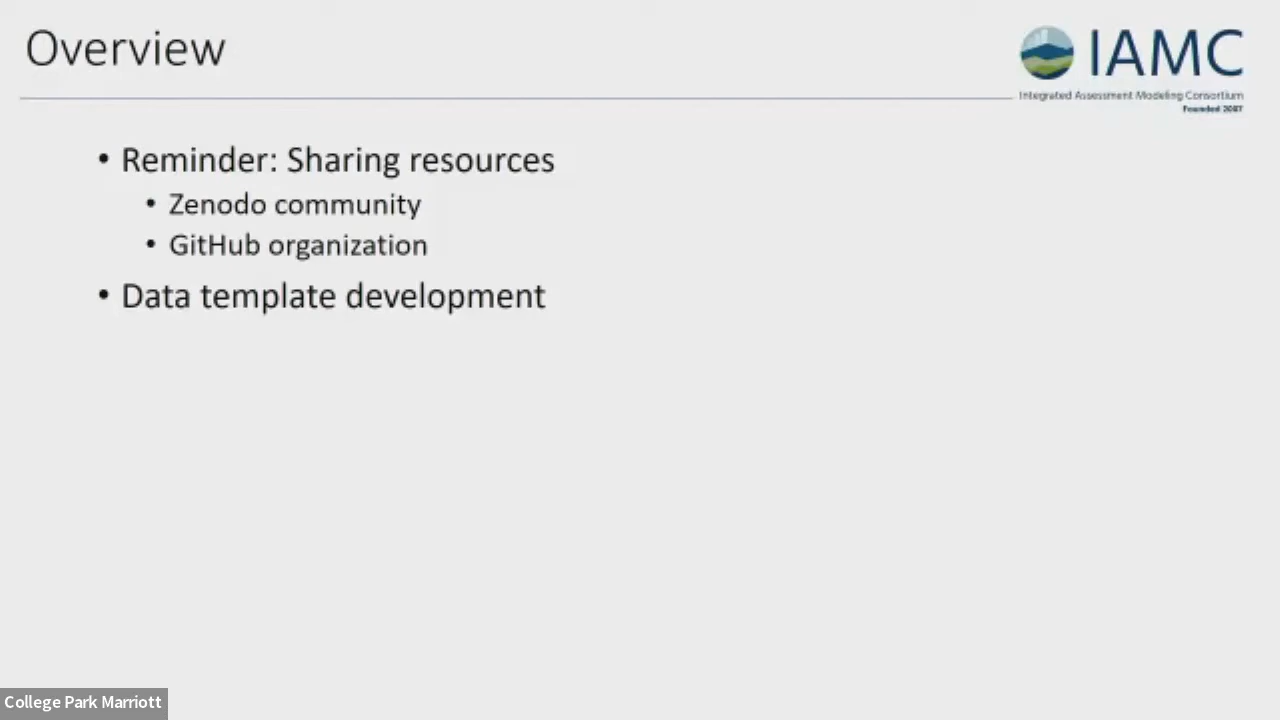 Overview
IAMC
Integrated Assessment Modeling Consortium
Founded 2007
• Reminder: Sharing resources
• Zenodo community
• GitHub organization
• Data template development
College Park Marriott